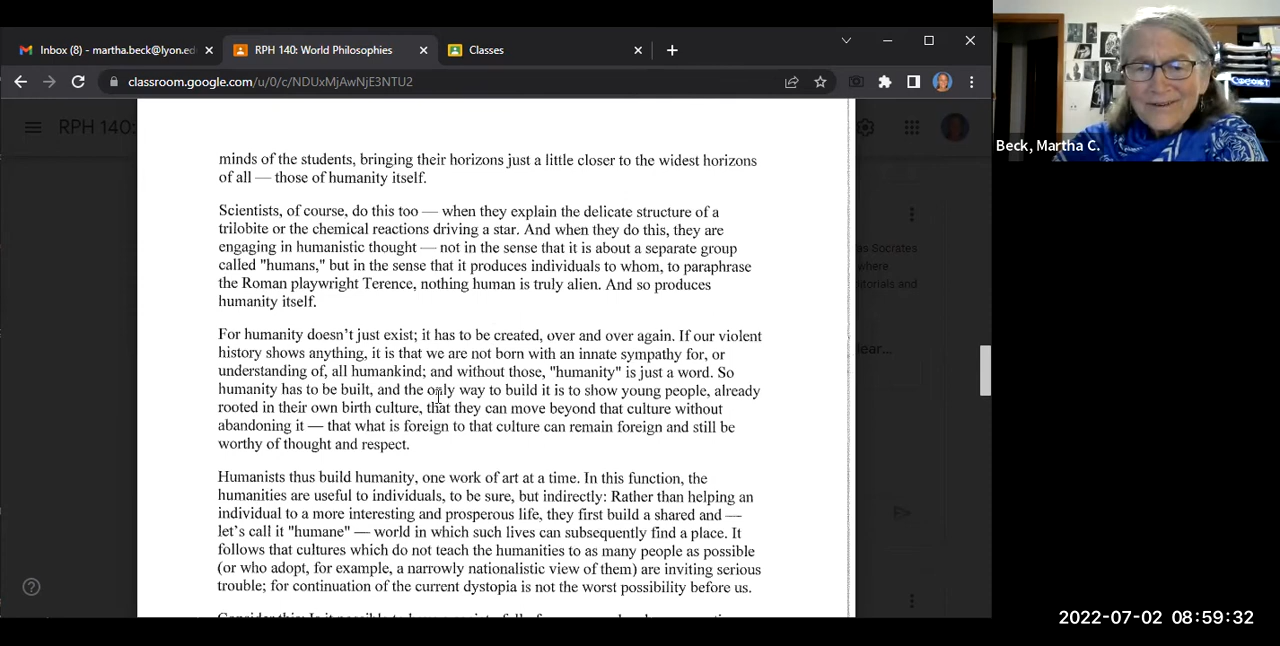 Inbox (8) - martha.beck@lyon.ed
RPH 140: World Philosophies
Classes
classroom.google.com/u/0/c/NDUxMjAwNjE3NTU2
RPH 140:
minds of the students, bringing their horizons just a little closer to the widest horizons
of all — those of humanity itself.
Scientists, of course, do this too — when they explain the delicate structure of a
trilobite or the chemical reactions driving a star. And when they do this, they are
engaging in humanistic thought — not in the sense that it is about a separate group
called "humans," but in the sense that it produces individuals to whom, to paraphrase
the Roman playwright Terence, nothing human is truly alien. And so produces
humanity itself.
For humanity doesn't just exist; it has to be created, over and over again. If our violent
history shows anything, it is that we are not born with an innate sympathy for, or
understanding of, all humankind; and without those, "humanity" is just a word. So
humanity has to be built, and the only way to build it is to show young people, already
rooted in their own birth culture, that they can move beyond that culture without
abandoning it — that what is foreign to that culture can remain foreign and still be
worthy of thought and respect.
Humanists thus build humanity, one work of art at a time. In this function, the
humanities are useful to individuals, to be sure, but indirectly: Rather than helping an
individual to a more interesting and prosperous life, they first build a shared and —
let's call it "humane" — world in which such lives can subsequently find a place. It
follows that cultures which do not teach the humanities to as many people as possible
(or who adopt, for example, a narrowly nationalistic view of them) are inviting serious
trouble; for continuation of the current dystopia is not the worst possibility before us.
as Socrates
where
itorials and
lear...
Beck, Martha C.
2022-07-02 08:59:32